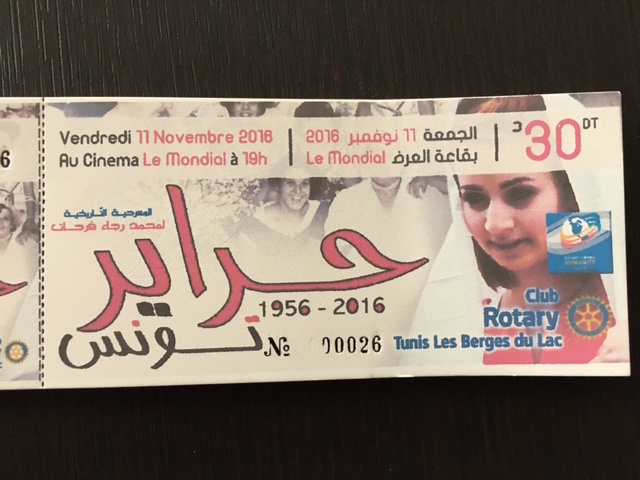 Vendredi 11 Novembre 2016
Au Cinema Le Mondial à 19h
الجمعة 11 نوفمبر 2016
بقاعة العرض Le Mondial
30 DT د
المسرحية التاريخية
لمحمد رجاء فرحات
حراير
1956 - 2016
تونس
№ 00026
Club
Rotary
Tunis Les Berges du Lac
6